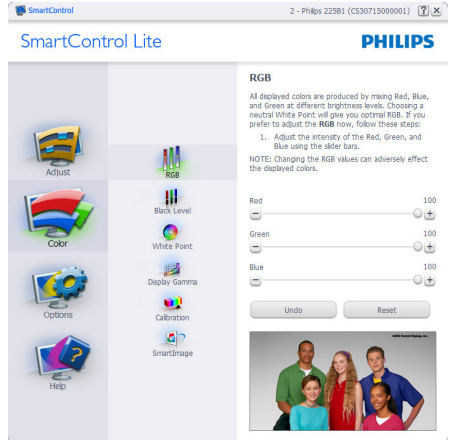 SmartControl
2 - Philips 225B1 (CS30715000001)
SmartControl Lite
PHILIPS
Adjust
Color
Options
Help
RGB
Black Level
White Point
Display Gamma
Calibration
SmartImage
RGB
All displayed colors are produced by mixing Red, Blue,
and Green at different brightness levels. Choosing a
neutral White Point will give you optimal RGB. If you
prefer to adjust the RGB now, follow these steps:
1. Adjust the intensity of the Red, Green, and
Blue using the slider bars.
NOTE: Changing the RGB values can adversely effect
the displayed colors.
Red 100
Green 100
Blue 100
Undo Reset